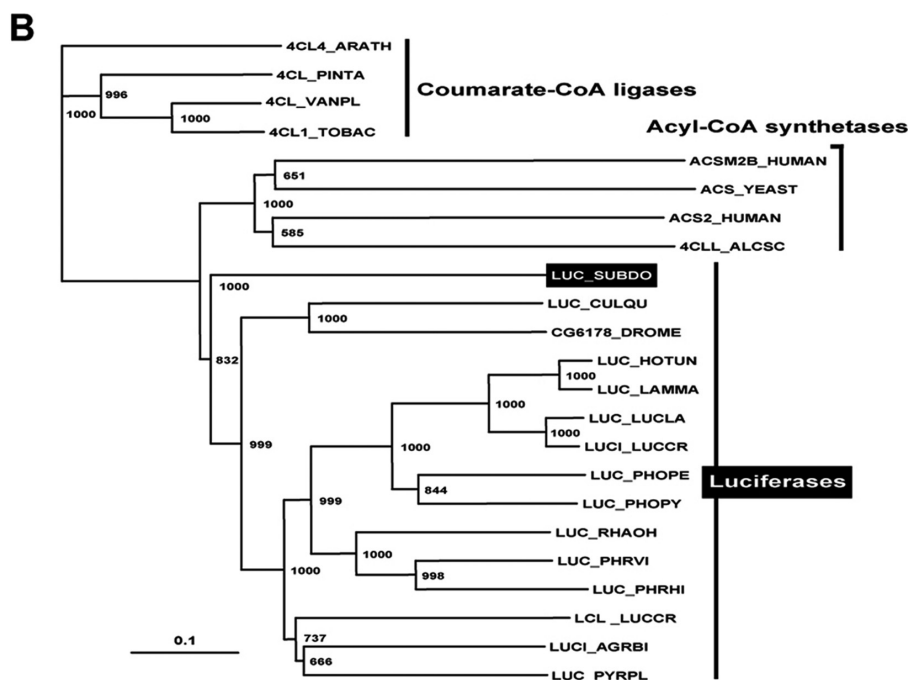 B
4CL4_ARATH
4CL_PINTA
996
4CL_VANPL
1000
1000
4CL1_TOBAC
Coumarate-CoA ligases
Acyl-CoA synthetases
ACSM2B_HUMAN
651
ACS_YEAST
1000
ACS2_HUMAN
585
4CLL_ALCSC
LUC_SUBDO
1000
LUC_CULQU
1000
CG6178_DROME
832
LUC_HOTUN
1000
LUC_LAMMA
1000
LUC_LUCLA
1000
LUCI_LUCCR
999
1000
LUC_PHOPE
Luciferases
844
LUC_PHOPY
999
LUC_RHAOH
1000
LUC_PHRVI
1000
998
LUC_PHRHI
LCL _LUCCR
737
LUCI_AGRBI
666
LUC_PYRPL
0.1